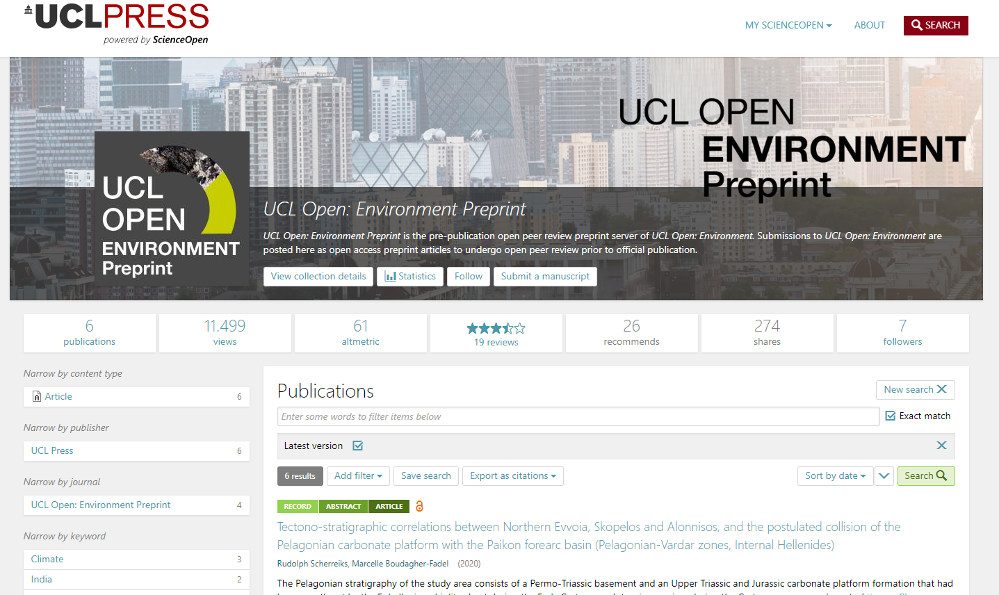 UCLPRESS
powered by ScienceOpen
MY SCIENCEOPEN
ABOUT
SEARCH
UCL OPEN
ENVIRONMENT
Preprint
UCL
OPEN
ENVIRONMENT
Preprint
UCL Open: Environment Preprint
UCL Open: Environment Preprint is the pre-publication open peer review preprint server of UCL Open: Environment. Submissions to UCL Open: Environment are
posted here as open access preprint articles to undergo open peer review prior to official publication.
View collection details
Statistics
Follow
Submit a manuscript
6
publications
11.499
views
61
altmetric
19 reviews
26
recommends
274
shares
7
followers
Narrow by content type
Article 6
Narrow by publisher
UCL Press 6
Narrow by journal
UCL Open: Environment Preprint 4
Narrow by keyword
Climate 3
India 2
Publications
New search
Enter some words to filter items below
Exact match
Latest version
6 results
Add filter
Save search
Export as citations
Sort by date
Search
RECORD ABSTRACT ARTICLE
Tectono-stratigraphic correlations between Northern Evvoia, Skopelos and Alonnisos, and the postulated collision of the
Pelagonian carbonate platform with the Paikon forearc basin (Pelagonian-Vardar zones, Internal Hellenides)
Rudolph Scherreiks, Marcelle Boudagher-Fadel (2020)
The Pelagonian stratigraphy of the study area consists of a Permo-Triassic basement and an Upper Triassic and Jurassic carbonate platform formation that had